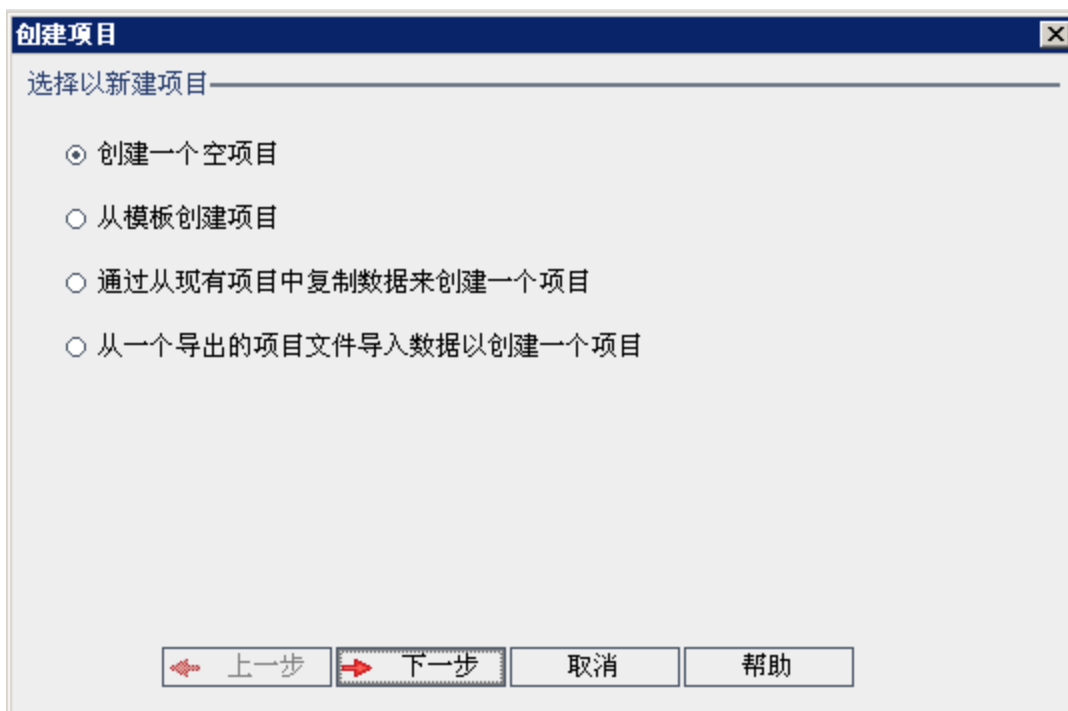 创建项目
选择以新建项目
创建一个空项目
从模板创建项目
通过从现有项目中复制数据来创建一个项目
从一个导出的项目文件导入数据以创建一个项目
上一步 下一步 取消 帮助